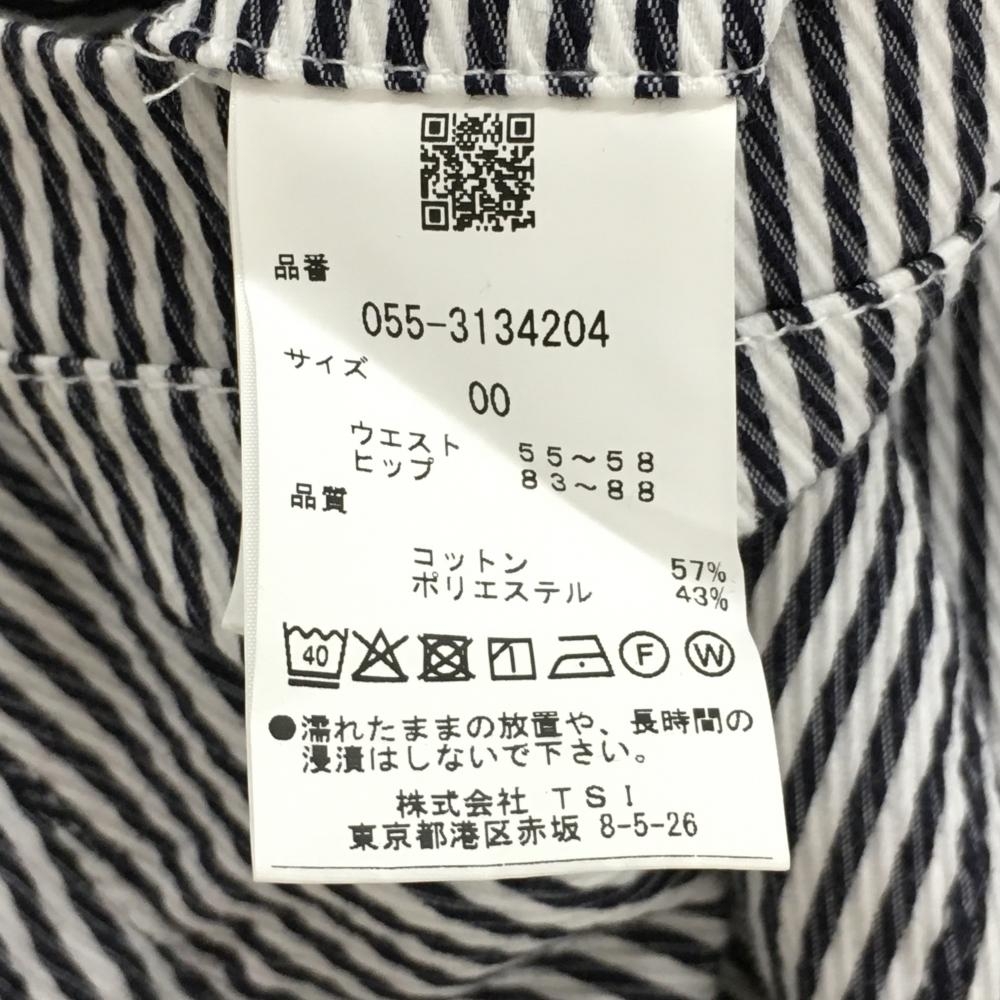 品番
055-3134204
サイズ
00
ウエスト 55～58
ヒップ 83～88
品質
コットン 57%
ポリエステル 43%
40 F W
●濡れたままの放置や、長時間の
浸漬はしないで下さい。
株式会社 TSI
東京都港区赤坂 8-5-26